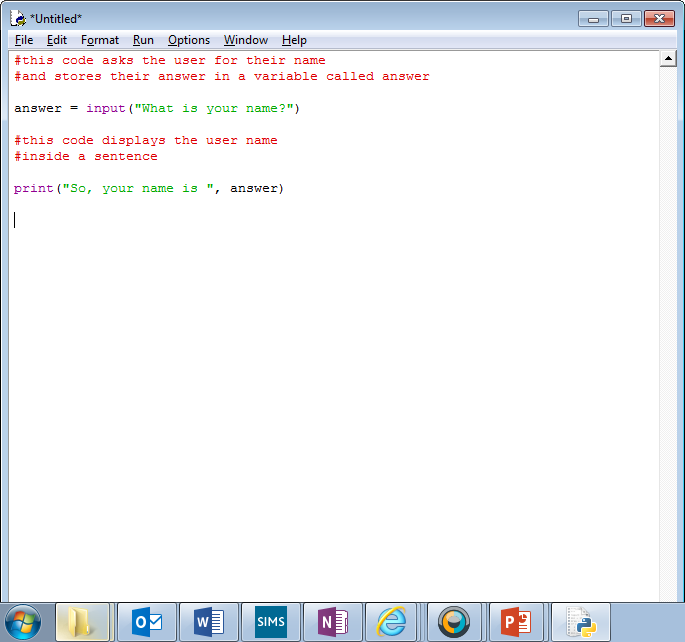 *Untitled*
File Edit Format Run Options Window Help
#this code asks the user for their name
#and stores their answer in a variable called answer
answer = input("What is your name?")
#this code displays the user name
#inside a sentence
print("So, your name is ", answer)
O W SIMS N P